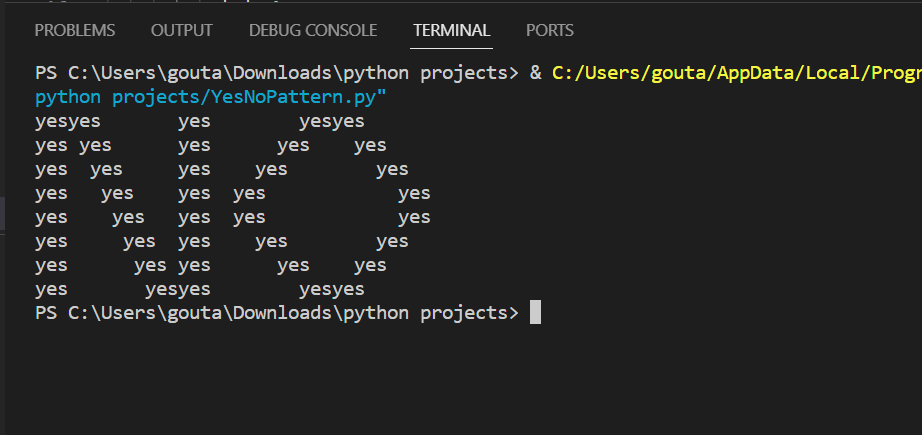 PROBLEMS OUTPUT DEBUG CONSOLE TERMINAL PORTS
PS C:\Users\gouta\Downloads\python projects> & C:/Users/gouta/AppData/Local/Progr
python projects/YesNoPattern.py"
yesyes       yes        yesyes
yes yes      yes      yes    yes
yes  yes     yes    yes        yes
yes   yes    yes  yes            yes
yes    yes   yes  yes            yes
yes     yes  yes    yes        yes
yes      yes yes      yes    yes
yes       yesyes        yesyes
PS C:\Users\gouta\Downloads\python projects>